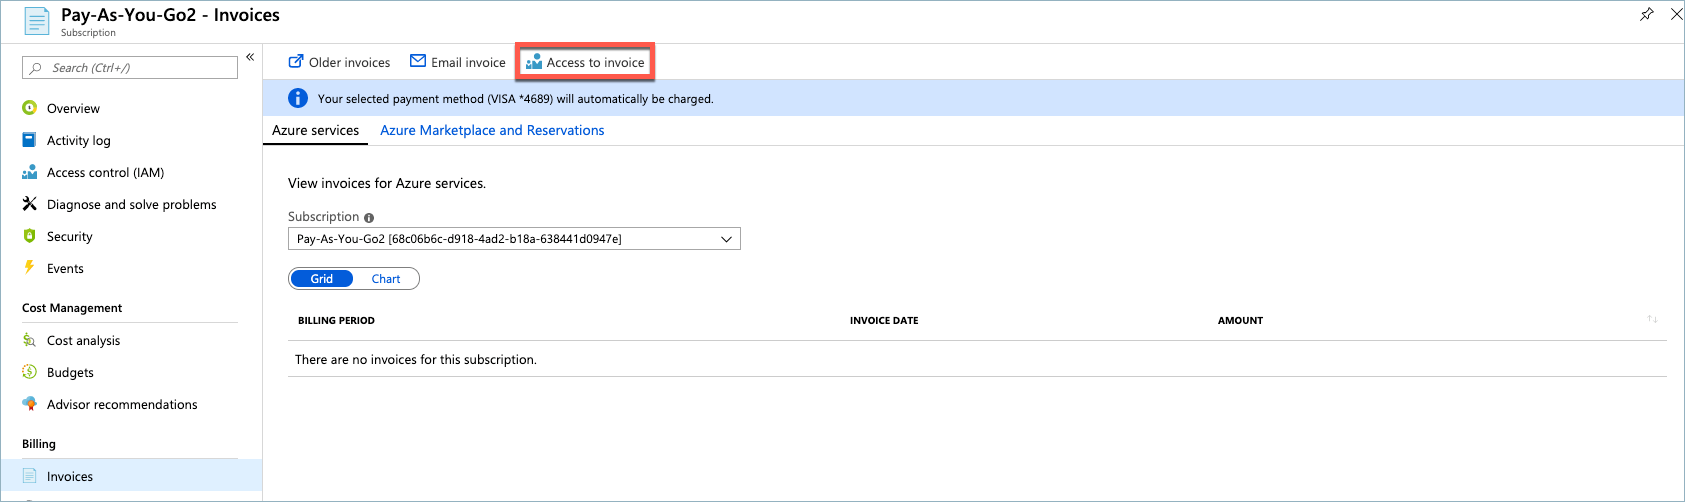 Pay-As-You-Go2 - Invoices
Subscription
Search (Ctrl+/)
Overview
Activity log
Access control (IAM)
Diagnose and solve problems
Security
Events
Cost Management
Cost analysis
Budgets
Advisor recommendations
Billing
Invoices
Older invoices Email invoice Access to invoice
Your selected payment method (VISA *4689) will automatically be charged.
Azure services Azure Marketplace and Reservations
View invoices for Azure services.
Subscription
Pay-As-You-Go2 [68c06b6c-d918-4ad2-b18a-638441d0947e]
Grid Chart
BILLING PERIOD INVOICE DATE AMOUNT
There are no invoices for this subscription.